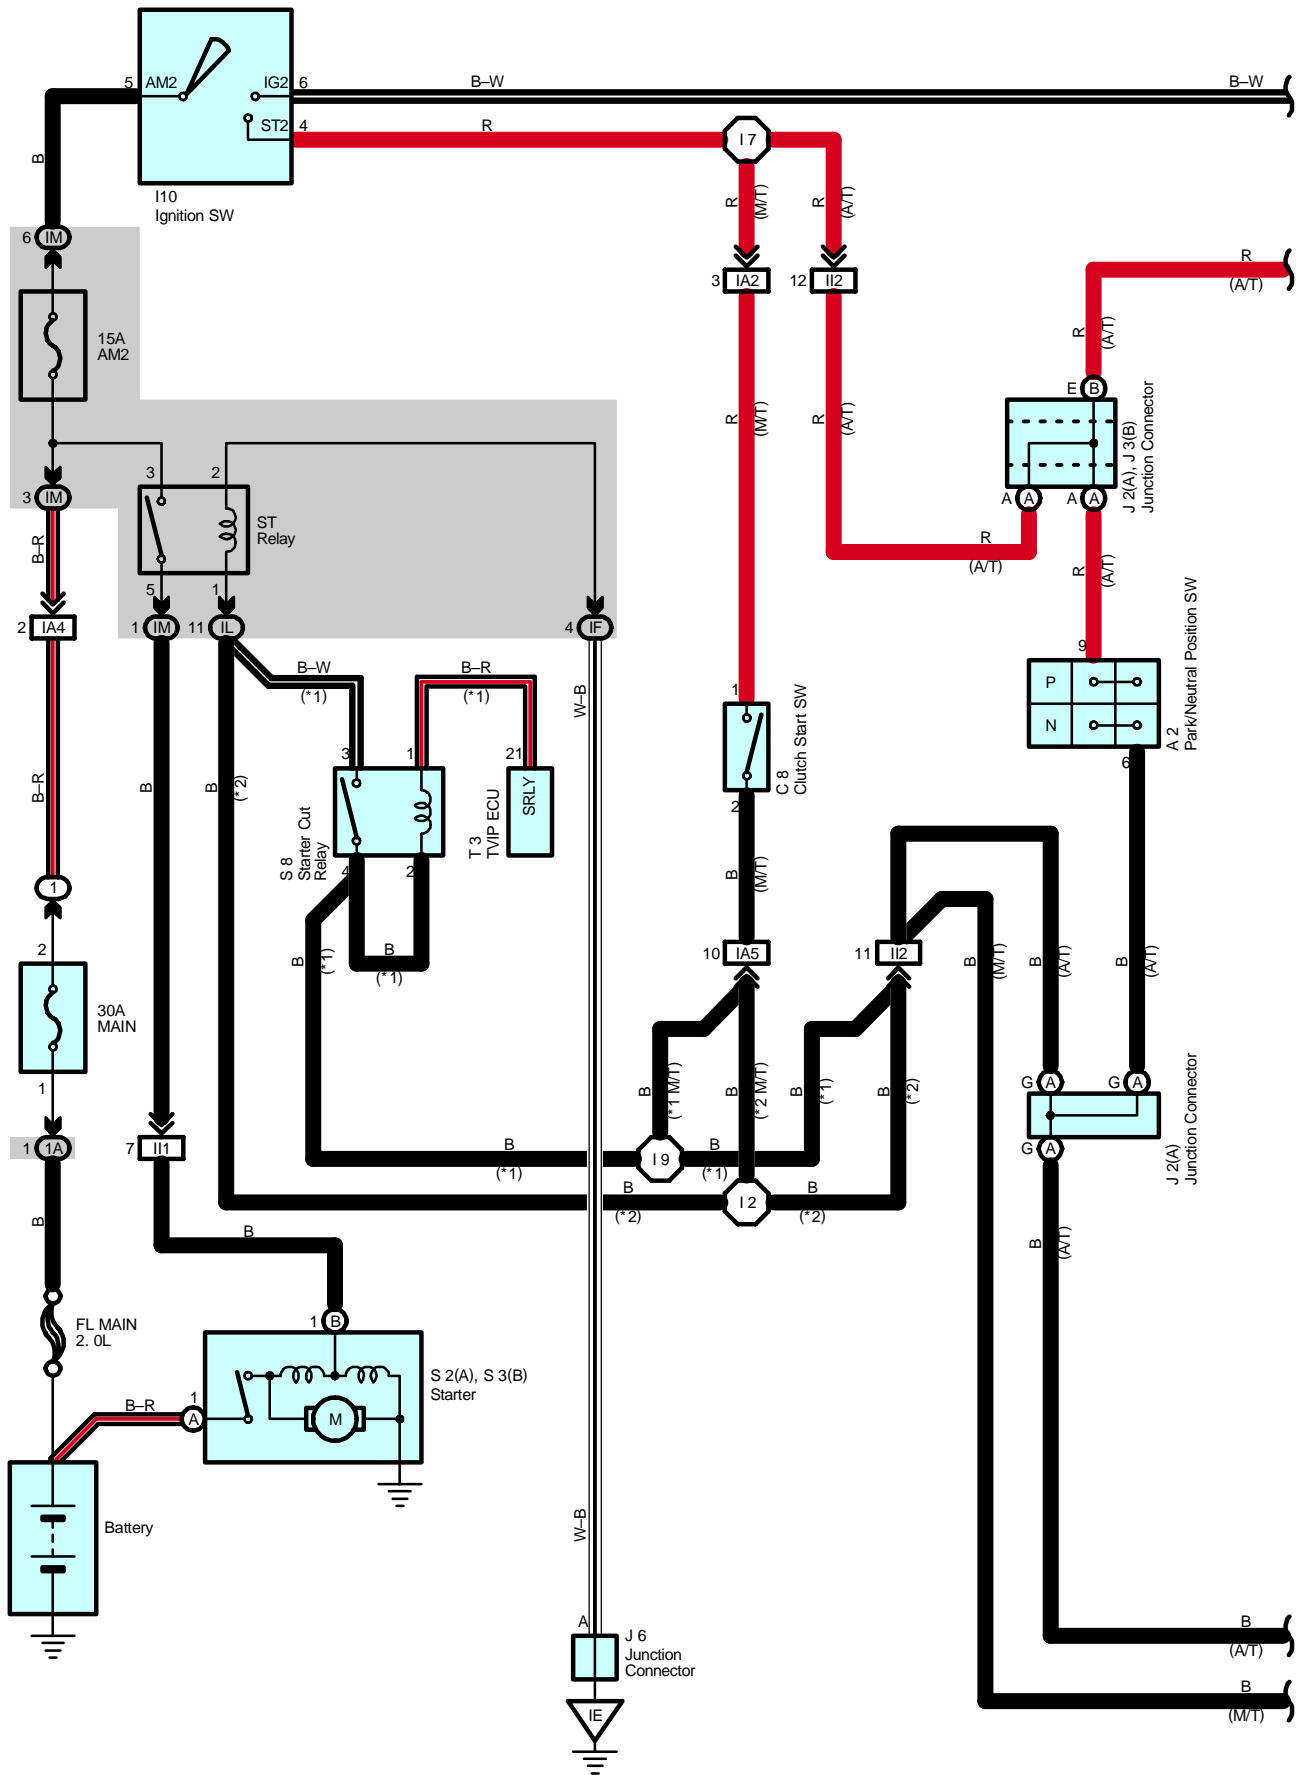 5 AM2 IG2 6 B–W B–W
ST2 4 R I 7
B
I10
Ignition SW
R (M/T) R (A/T)
6 IM
R
(A/T)
3 IA2 12 II2
15A
AM2
R (A/T)
E B
R (M/T) R (A/T)
J 2(A), J 3(B)
Junction Connector
3 2
3 IM
A A A A
ST
Relay
B–R
R
(A/T)
R (A/T)
5 1
2 IA4 1 IM 11 IL 4 IF
B–W
(*1)
B–R
(*1)
W–B
9
P
N
A 2
Park/Neutral Position SW
1
C 8
Clutch Start SW
2
6
B–R
B
B (*2)
3 1 21
SRLY
T 3
TVIP ECU
S 8
Starter Cut
Relay
4 2
1
B (M/T)
2
B
(*1)
B (*1)
10 IA5 11 II2
B (M/T) B (A/T) B (A/T)
30A
MAIN
1
B (*1 M/T) B (*2 M/T) B (*1) B (*2)
G A G A
1 1A 7 II1
B
(*1)
I 9
B
(*1)
G A
J 2(A)
Junction Connector
B
(*2)
I 2
B
(*2)
B
B
B (A/T)
FL MAIN
2. 0L
1 B
S 2(A), S 3(B)
Starter
B–R
1
A
M
Battery
W–B
A
J 6
Junction
Connector
B
(A/T)
B
(M/T)
IE